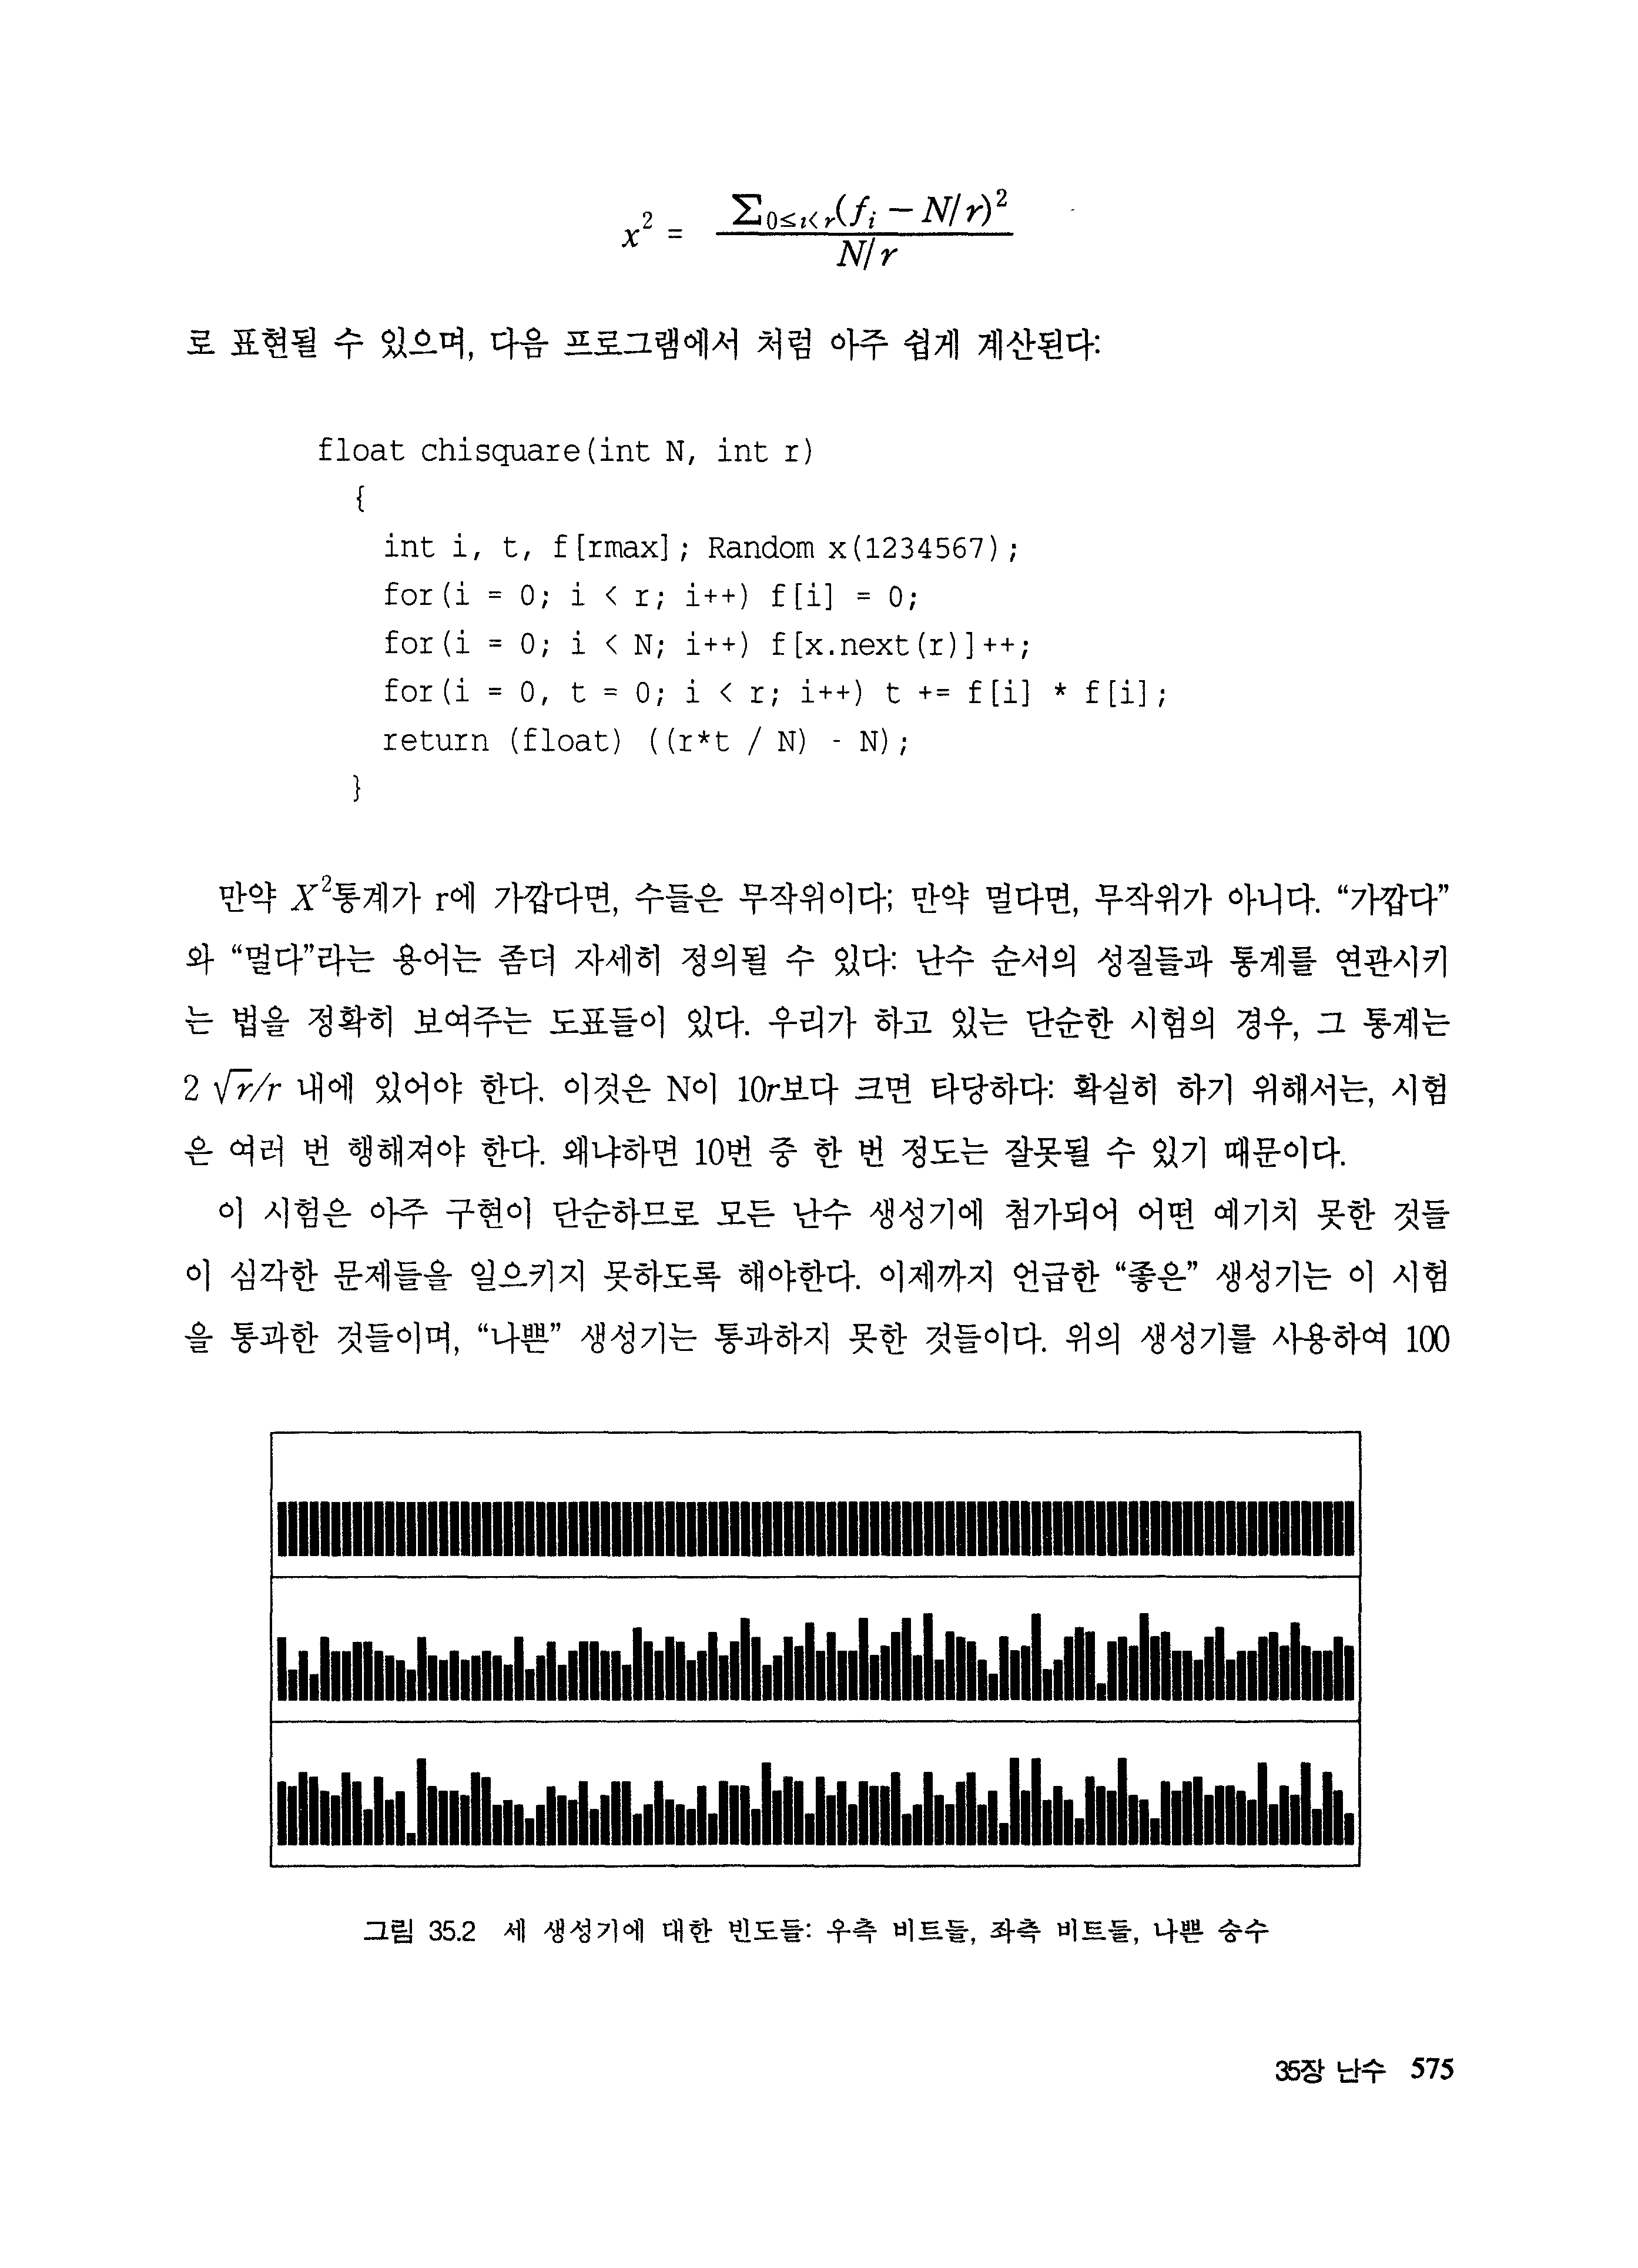 x² = Σ0≤i<r(fi − N/r)² / N/r
로 표현될 수 있으며, 다음 프로그램에서 처럼 아주 쉽게 계산된다:
float chisquare(int N, int r)
{
int i, t, f[rmax]; Random x(1234567);
for(i = 0; i < r; i++) f[i] = 0;
for(i = 0; i < N; i++) f[x.next(r)]++;
for(i = 0, t = 0; i < r; i++) t += f[i] * f[i];
return (float) ((r*t / N) - N);
}
만약 X²통계가 r에 가깝다면, 수들은 무작위이다; 만약 멀다면, 무작위가 아니다. “가깝다”
와 “멀다”라는 용어는 좀더 자세히 정의될 수 있다: 난수 순서의 성질들과 통계를 연관시키
는 법을 정확히 보여주는 도표들이 있다. 우리가 하고 있는 단순한 시험의 경우, 그 통계는
2 √r/r 내에 있어야 한다. 이것은 N이 10r보다 크면 타당하다: 확실히 하기 위해서는, 시험
은 여러 번 행해져야 한다. 왜냐하면 10번 중 한 번 정도는 잘못될 수 있기 때문이다.
이 시험은 아주 구현이 단순하므로 모든 난수 생성기에 첨가되어 어떤 예기치 못한 것들
이 심각한 문제들을 일으키지 못하도록 해야한다. 이제까지 언급한 “좋은” 생성기는 이 시험
을 통과한 것들이며, “나쁜” 생성기는 통과하지 못한 것들이다. 위의 생성기를 사용하여 100
그림 35.2 세 생성기에 대한 빈도들: 우측 비트들, 좌측 비트들, 나쁜 승수
35장 난수 575